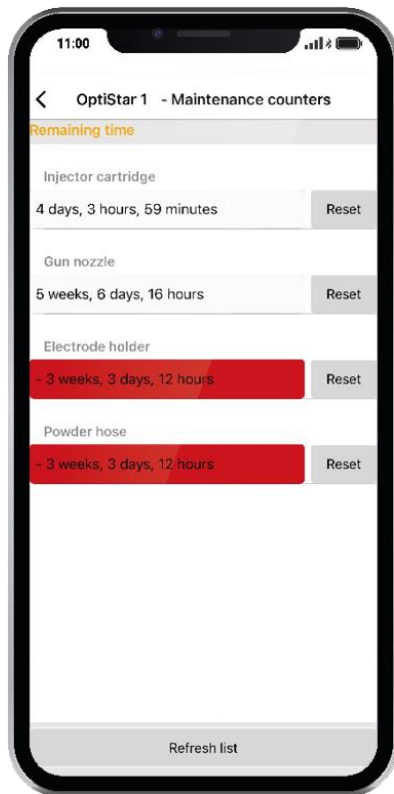 11:00
OptiStar 1 - Maintenance counters
Remaining time
Injector cartridge
4 days, 3 hours, 59 minutes Reset
Gun nozzle
5 weeks, 6 days, 16 hours Reset
Electrode holder
- 3 weeks, 3 days, 12 hours Reset
Powder hose
- 3 weeks, 3 days, 12 hours Reset
Refresh list